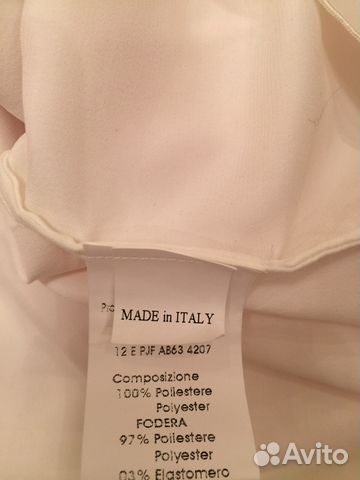 MADE in ITALY
12 E PJF AB63 4207
Composizione
100% Poliestere
Polyester
FODERA
97% Poliestere
Polyester
03% Elastomero
Avito